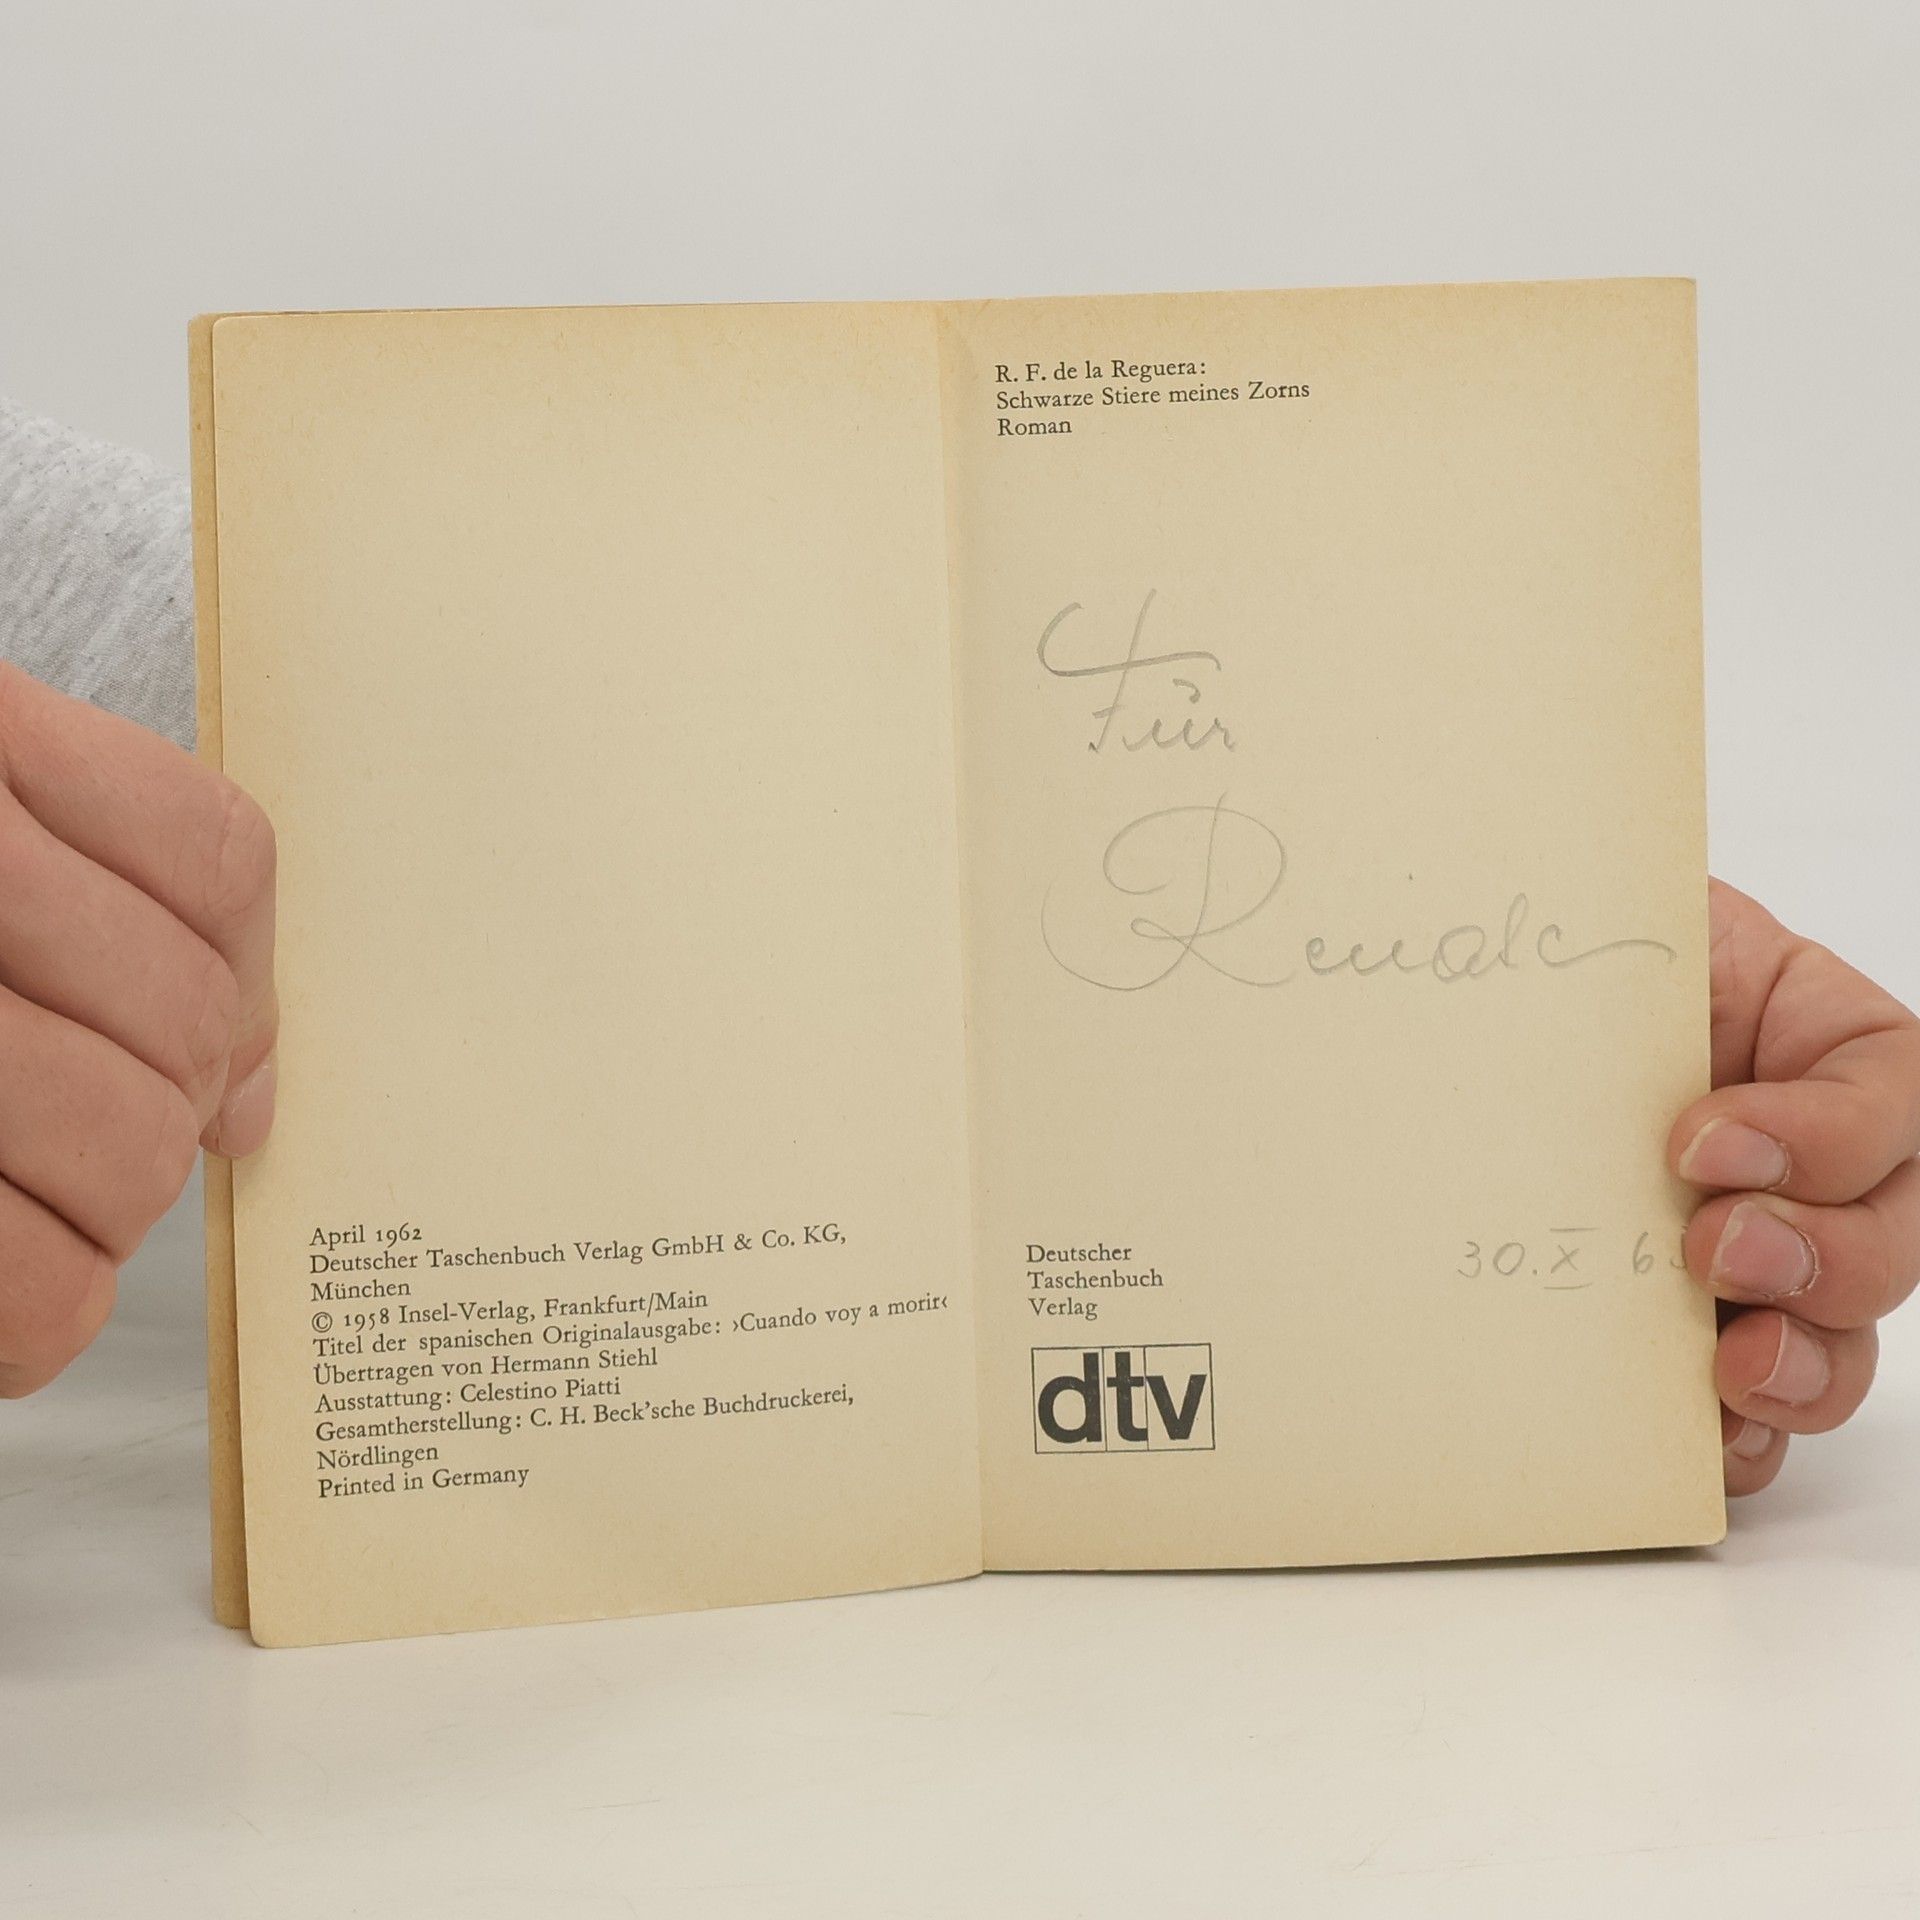 April 1962
Deutscher Taschenbuch Verlag GmbH & Co. KG,
München
© 1958 Insel-Verlag, Frankfurt/Main
Titel der spanischen Originalausgabe: ›Cuando voy a morir‹
Übertragen von Hermann Stiehl
Ausstattung: Celestino Piatti
Gesamtherstellung: C. H. Beck'sche Buchdruckerei,
Nördlingen
Printed in Germany
R. F. de la Reguera:
Schwarze Stiere meines Zorns
Roman
Für
Renate
Deutscher
Taschenbuch
Verlag
30. X
dtv